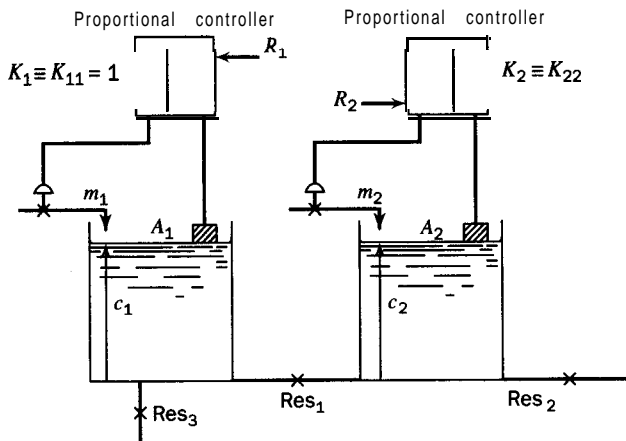 Proportional controller
Proportional controller
R₁
K₁ ≡ K₁₁ = 1
K₂ ≡ K₂₂
R₂
m₁
m₂
A₁
A₂
c₁
c₂
Res₁
Res₂
Res₃